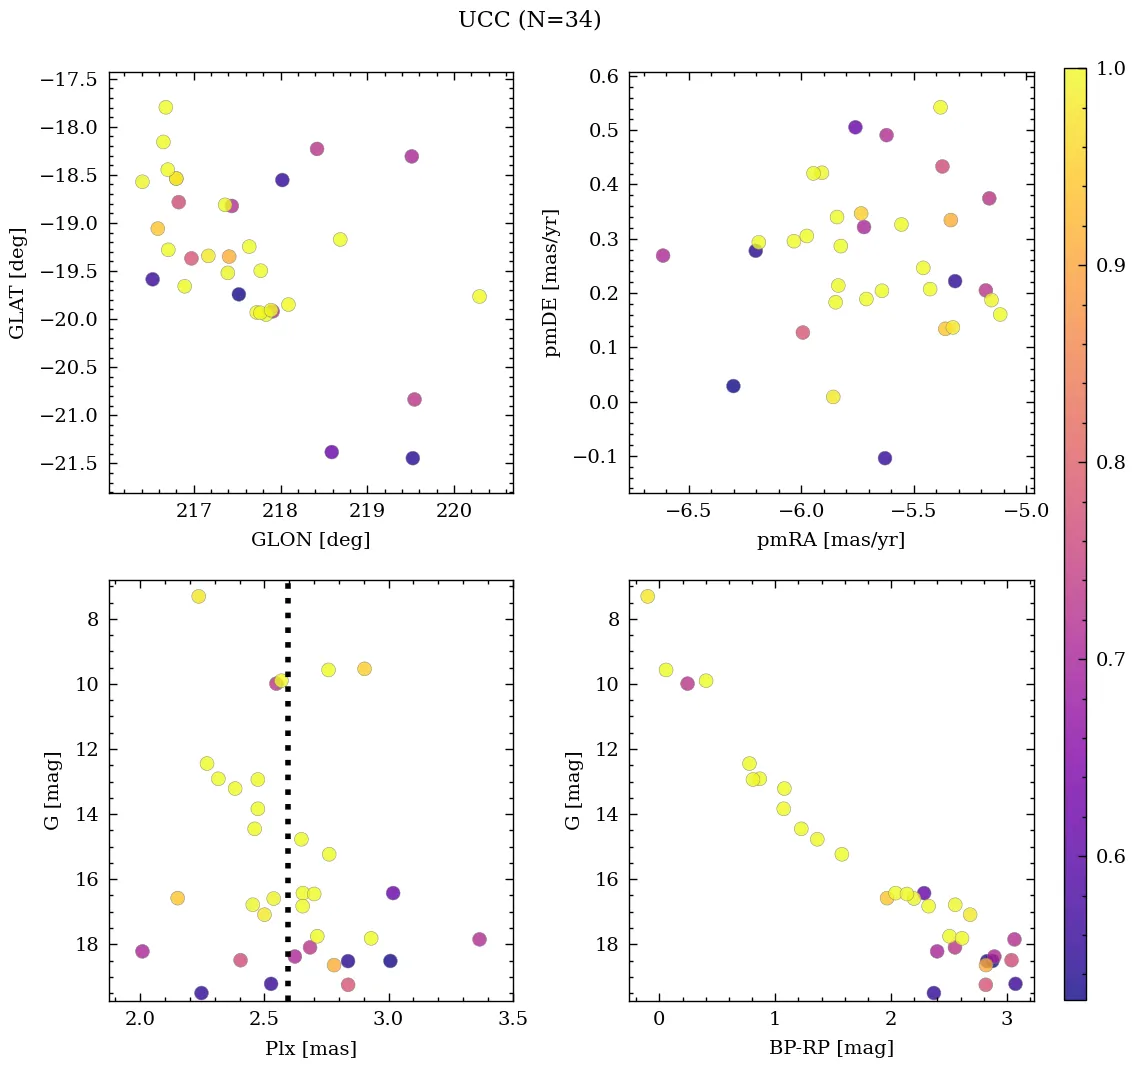 UCC (N=34)
−17.5
−18.0
−18.5
−19.0
−19.5
−20.0
−20.5
−21.0
−21.5
GLAT [deg]
217 218 219 220
GLON [deg]
0.6
0.5
0.4
0.3
0.2
0.1
0.0
−0.1
pmDE [mas/yr]
−6.5 −6.0 −5.5 −5.0
pmRA [mas/yr]
8
10
12
14
16
18
G [mag]
2.0 2.5 3.0 3.5
Plx [mas]
8
10
12
14
16
18
G [mag]
0 1 2 3
BP-RP [mag]
1.0
0.9
0.8
0.7
0.6